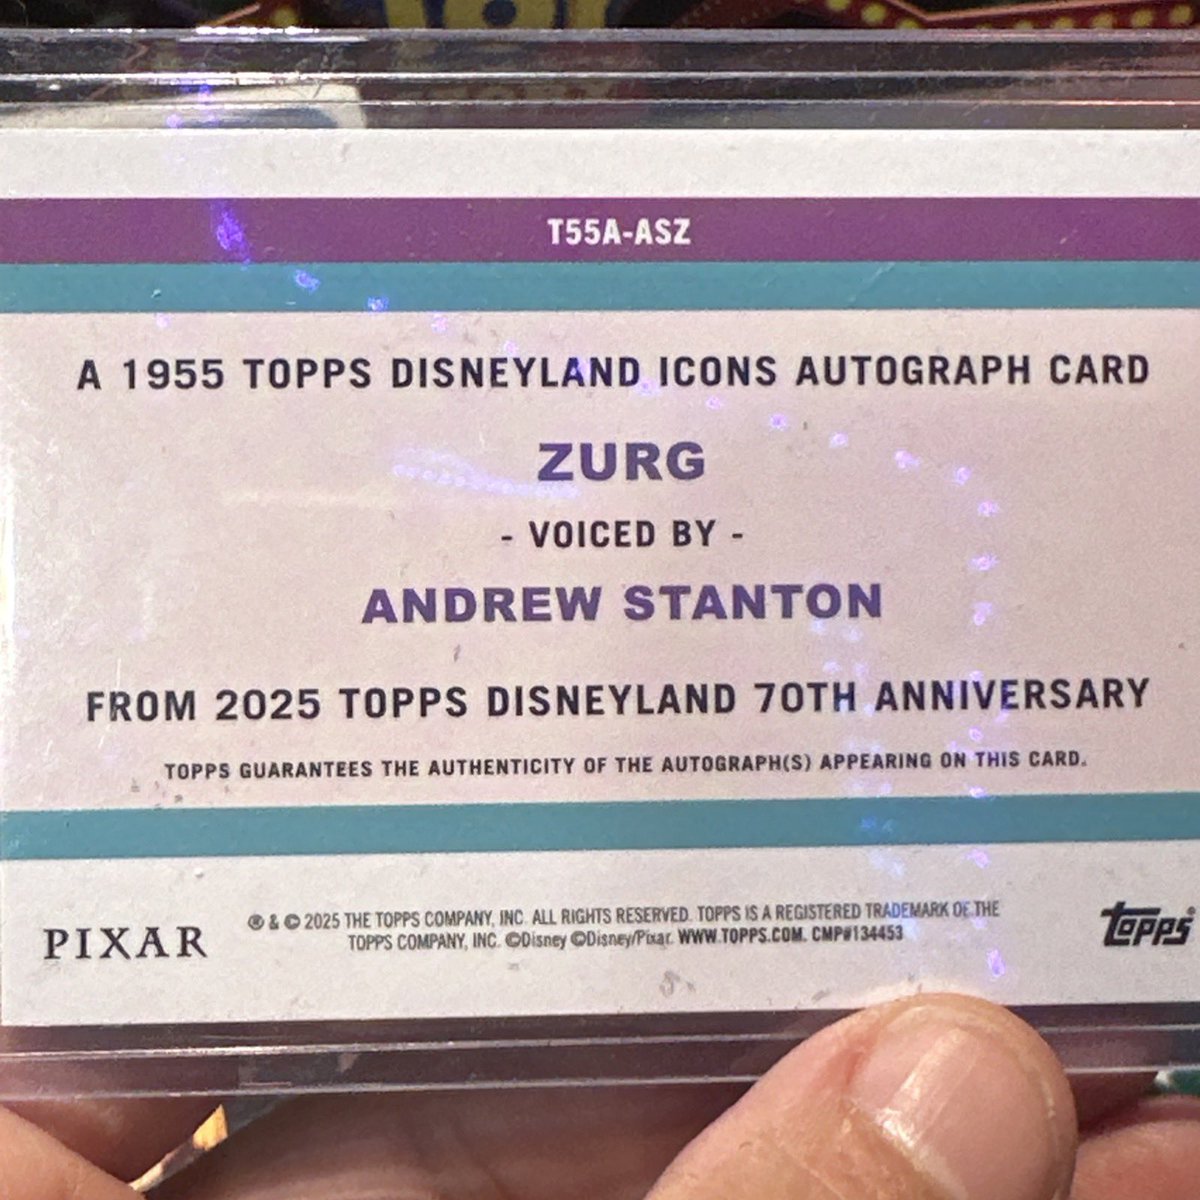 T55A-ASZ
A 1955 TOPPS DISNEYLAND ICONS AUTOGRAPH CARD
ZURG
- VOICED BY -
ANDREW STANTON
FROM 2025 TOPPS DISNEYLAND 70TH ANNIVERSARY
TOPPS GUARANTEES THE AUTHENTICITY OF THE AUTOGRAPH(S) APPEARING ON THIS CARD.
PIXAR
® & © 2025 THE TOPPS COMPANY, INC. ALL RIGHTS RESERVED. TOPPS IS A REGISTERED TRADEMARK OF THE
TOPPS COMPANY, INC. ©Disney ©Disney/Pixar. WWW.TOPPS.COM. CMP#134453
topps®